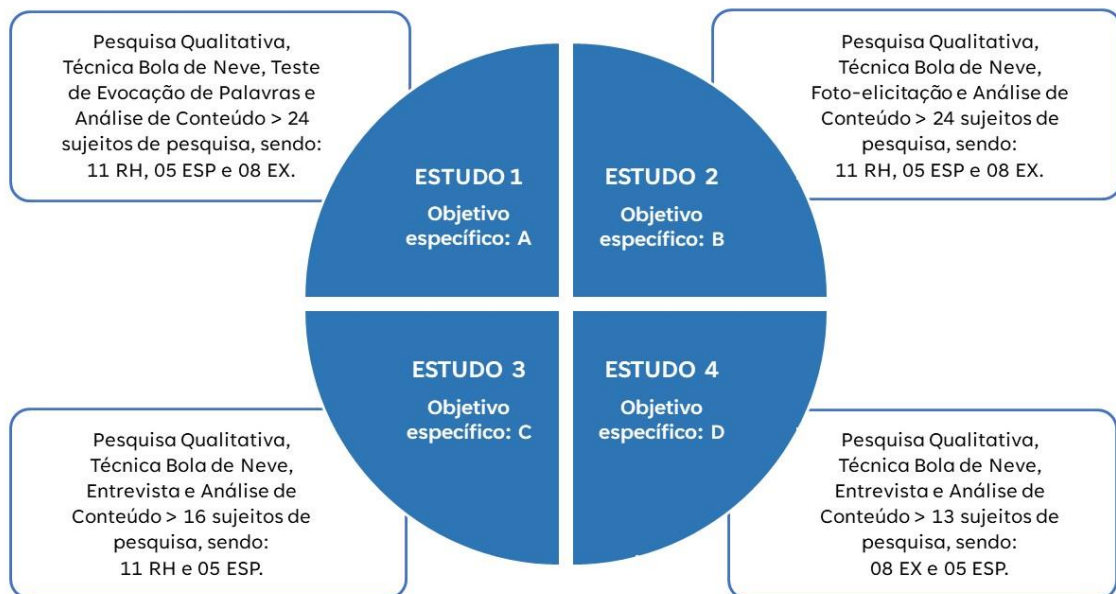 Pesquisa Qualitativa,
Técnica Bola de Neve, Teste
de Evocação de Palavras e
Análise de Conteúdo > 24
sujeitos de pesquisa, sendo:
11 RH, 05 ESP e 08 EX.
Pesquisa Qualitativa,
Técnica Bola de Neve,
Foto-elicitação e Análise de
Conteúdo > 24 sujeitos de
pesquisa, sendo:
11 RH, 05 ESP e 08 EX.
ESTUDO 1
Objetivo
específico: A
ESTUDO 2
Objetivo
específico: B
ESTUDO 3
Objetivo
específico: C
ESTUDO 4
Objetivo
específico: D
Pesquisa Qualitativa,
Técnica Bola de Neve,
Entrevista e Análise de
Conteúdo > 16 sujeitos de
pesquisa, sendo:
11 RH e 05 ESP.
Pesquisa Qualitativa,
Técnica Bola de Neve,
Entrevista e Análise de
Conteúdo > 13 sujeitos de
pesquisa, sendo:
08 EX e 05 ESP.